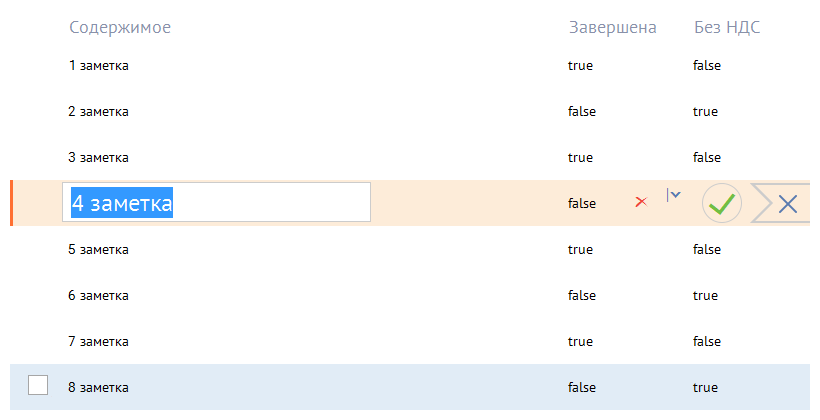 Содержимое Завершена Без НДС
1 заметка true false
2 заметка false true
3 заметка true false
4 заметка false
5 заметка true false
6 заметка false true
7 заметка true false
8 заметка false true